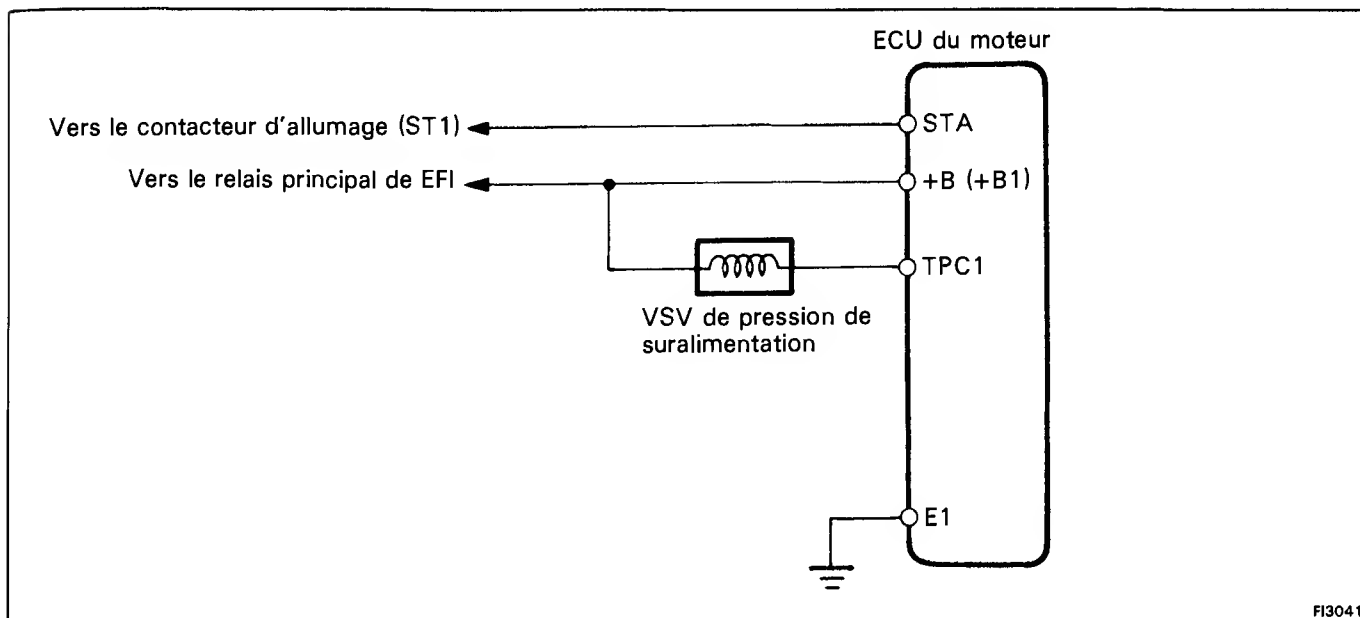 ECU du moteur
Vers le contacteur d'allumage (ST1)
STA
Vers le relais principal de EFI
+B (+B1)
TPC1
VSV de pression de
suralimentation
E1
FI3041